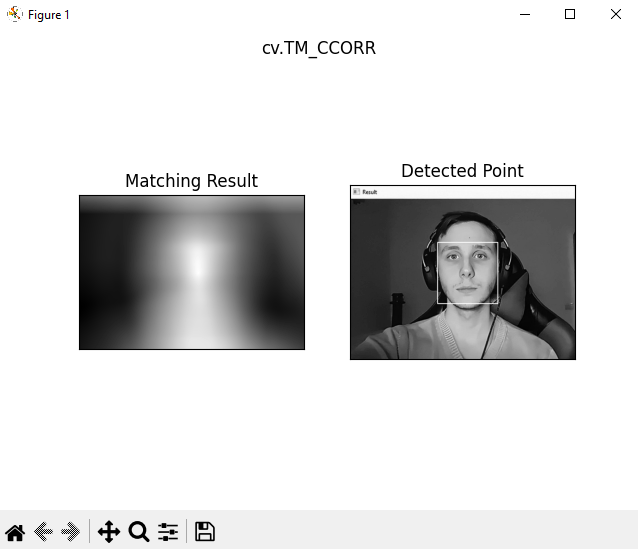 Figure 1
cv.TM_CCORR
Matching Result
Detected Point
Result